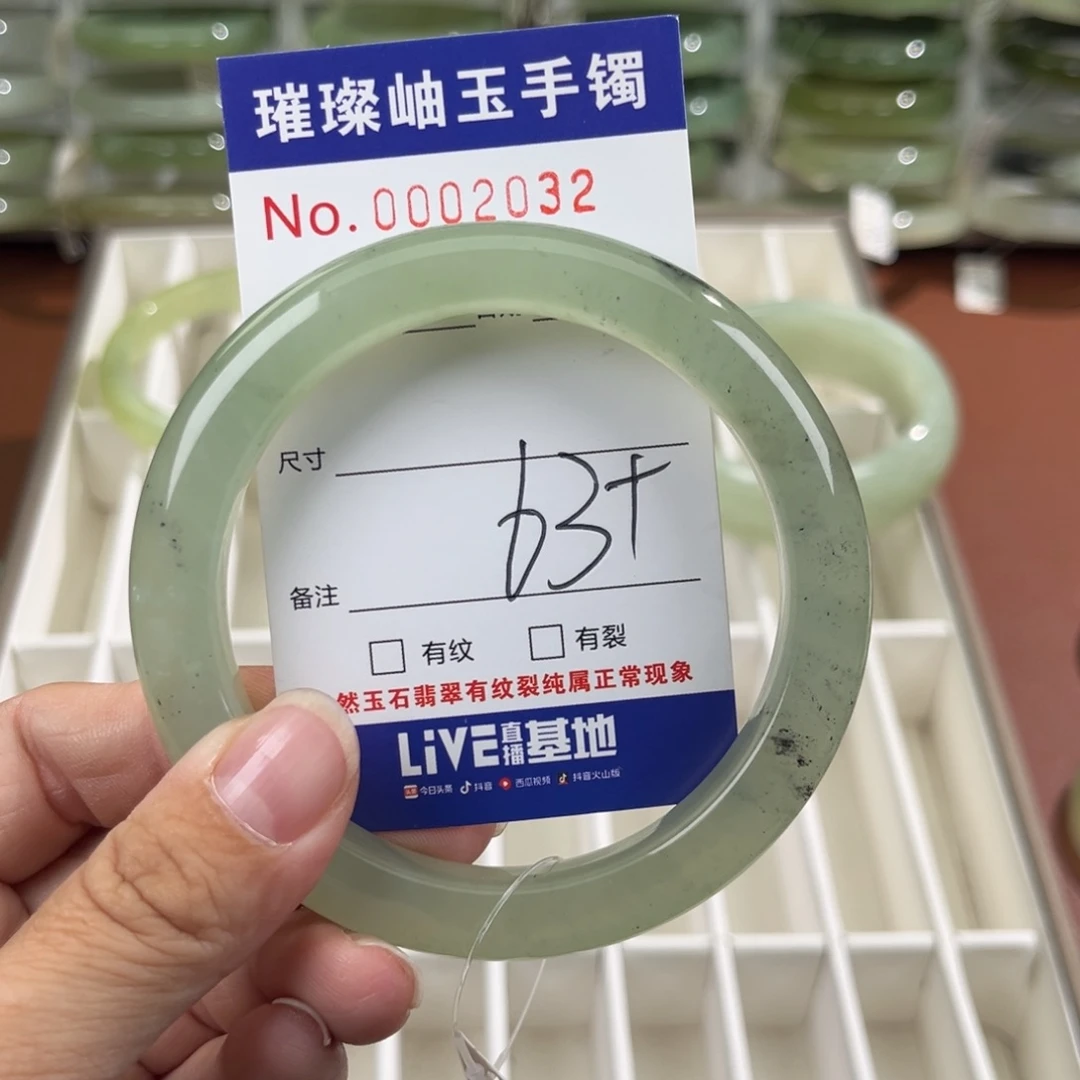 璀璨岫玉手镯
No. 0002032
尺寸
63+
备注
有纹 有裂
然玉石翡翠有纹裂纯属正常现象
LiVE直播基地
今日头条 抖音 西瓜视频 抖音火山版